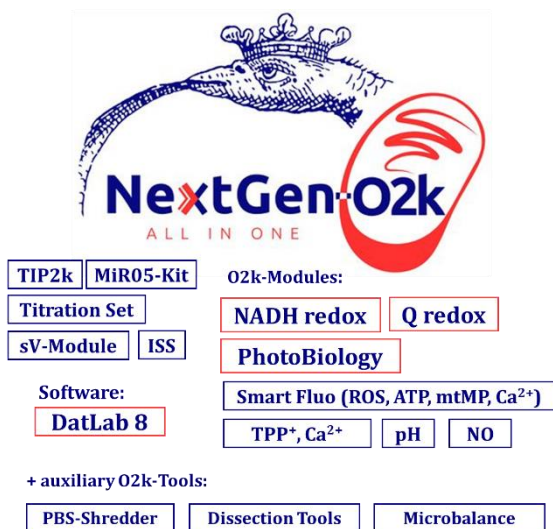 NextGen-O2k
ALL IN ONE
TIP2k MiR05-Kit
Titration Set
sV-Module ISS
Software:
DatLab 8
O2k-Modules:
NADH redox Q redox
PhotoBiology
Smart Fluo (ROS, ATP, mtMP, Ca²⁺)
TPP⁺, Ca²⁺ pH NO
+ auxiliary O2k-Tools:
PBS-Shredder Dissection Tools Microbalance